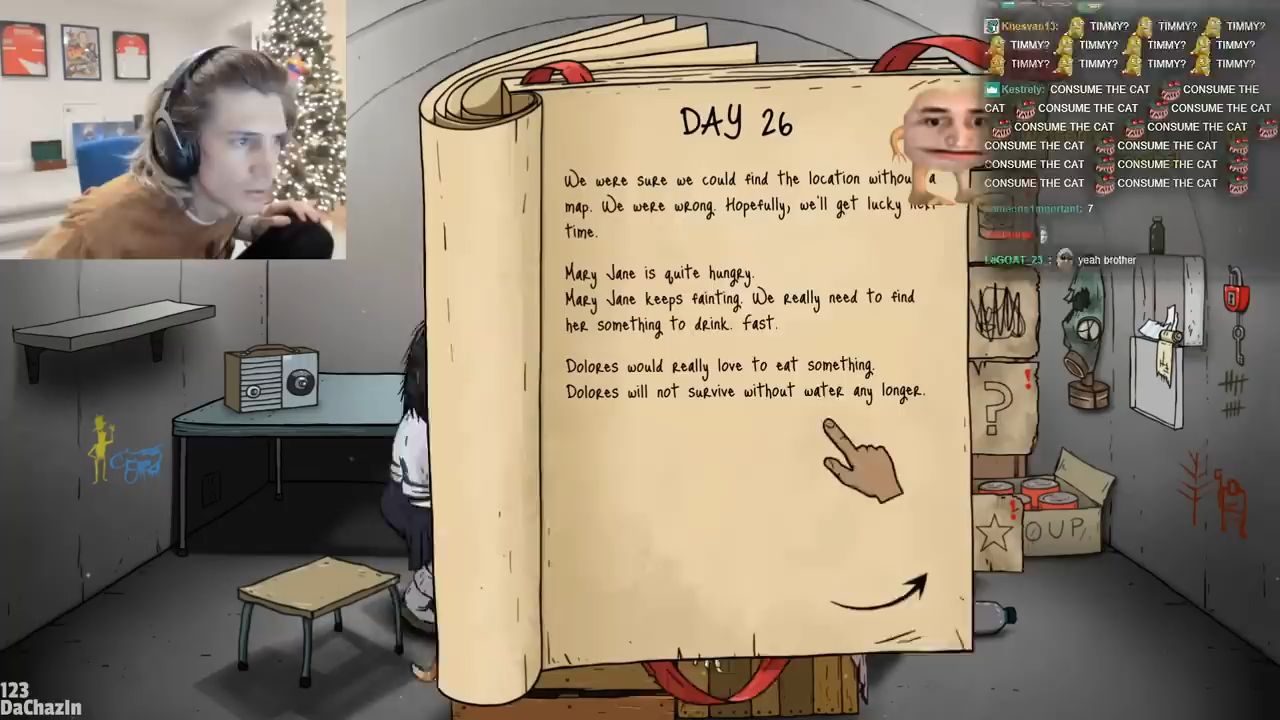 DAY 26
We were sure we could find the location without a
map. We were wrong. Hopefully, we'll get lucky next
time.
Mary Jane is quite hungry.
Mary Jane keeps fainting. We really need to find
her something to drink. Fast.
Dolores would really love to eat something.
Dolores will not survive without water any longer.
Knesvan13: TIMMY? TIMMY? TIMMY?
TIMMY? TIMMY? TIMMY? TIMMY?
TIMMY? TIMMY? TIMMY? TIMMY?
Kestrely: CONSUME THE CAT CONSUME THE
CAT CONSUME THE CAT CONSUME THE CAT
CONSUME THE CAT CONSUME THE CAT
CONSUME THE CAT CONSUME THE CAT
CONSUME THE CAT CONSUME THE CAT
CONSUME THE CAT CONSUME THE CAT
someone1mportant: 7
LeGOAT_23_: yeah brother
?
!
!
OUP
123
DaChazIn